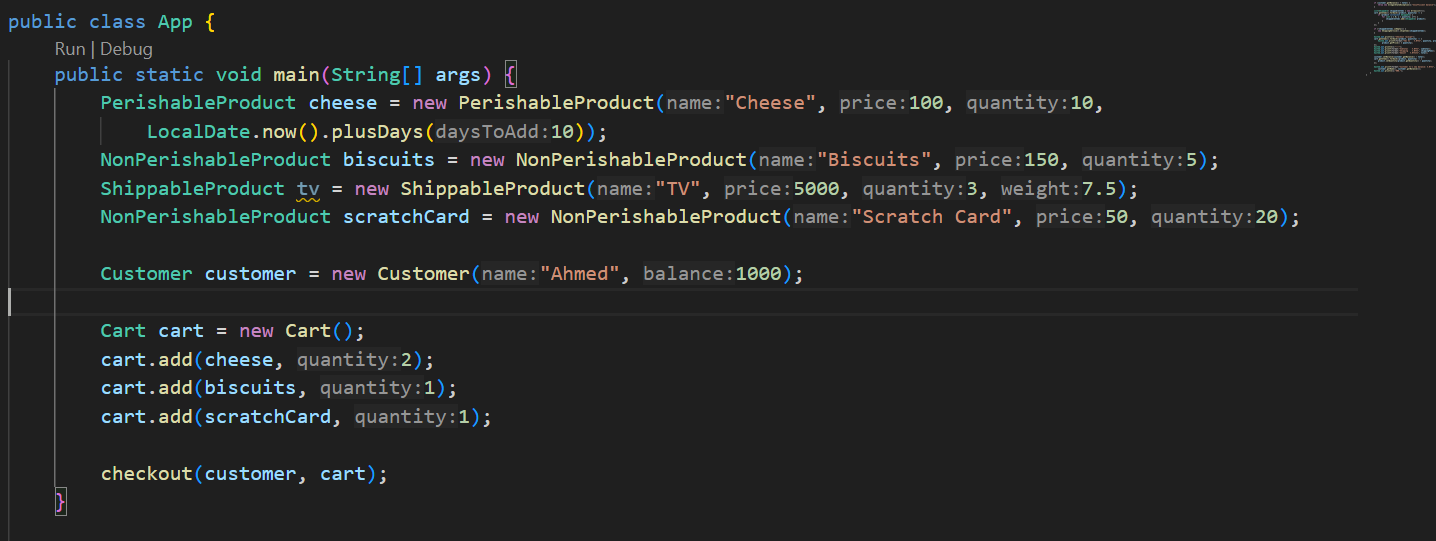 public class App {
Run | Debug
public static void main(String[] args) {
PerishableProduct cheese = new PerishableProduct(name:"Cheese", price:100, quantity:10,
LocalDate.now().plusDays(daysToAdd:10));
NonPerishableProduct biscuits = new NonPerishableProduct(name:"Biscuits", price:150, quantity:5);
ShippableProduct tv = new ShippableProduct(name:"TV", price:5000, quantity:3, weight:7.5);
NonPerishableProduct scratchCard = new NonPerishableProduct(name:"Scratch Card", price:50, quantity:20);
Customer customer = new Customer(name:"Ahmed", balance:1000);
Cart cart = new Cart();
cart.add(cheese, quantity:2);
cart.add(biscuits, quantity:1);
cart.add(scratchCard, quantity:1);
checkout(customer, cart);
}